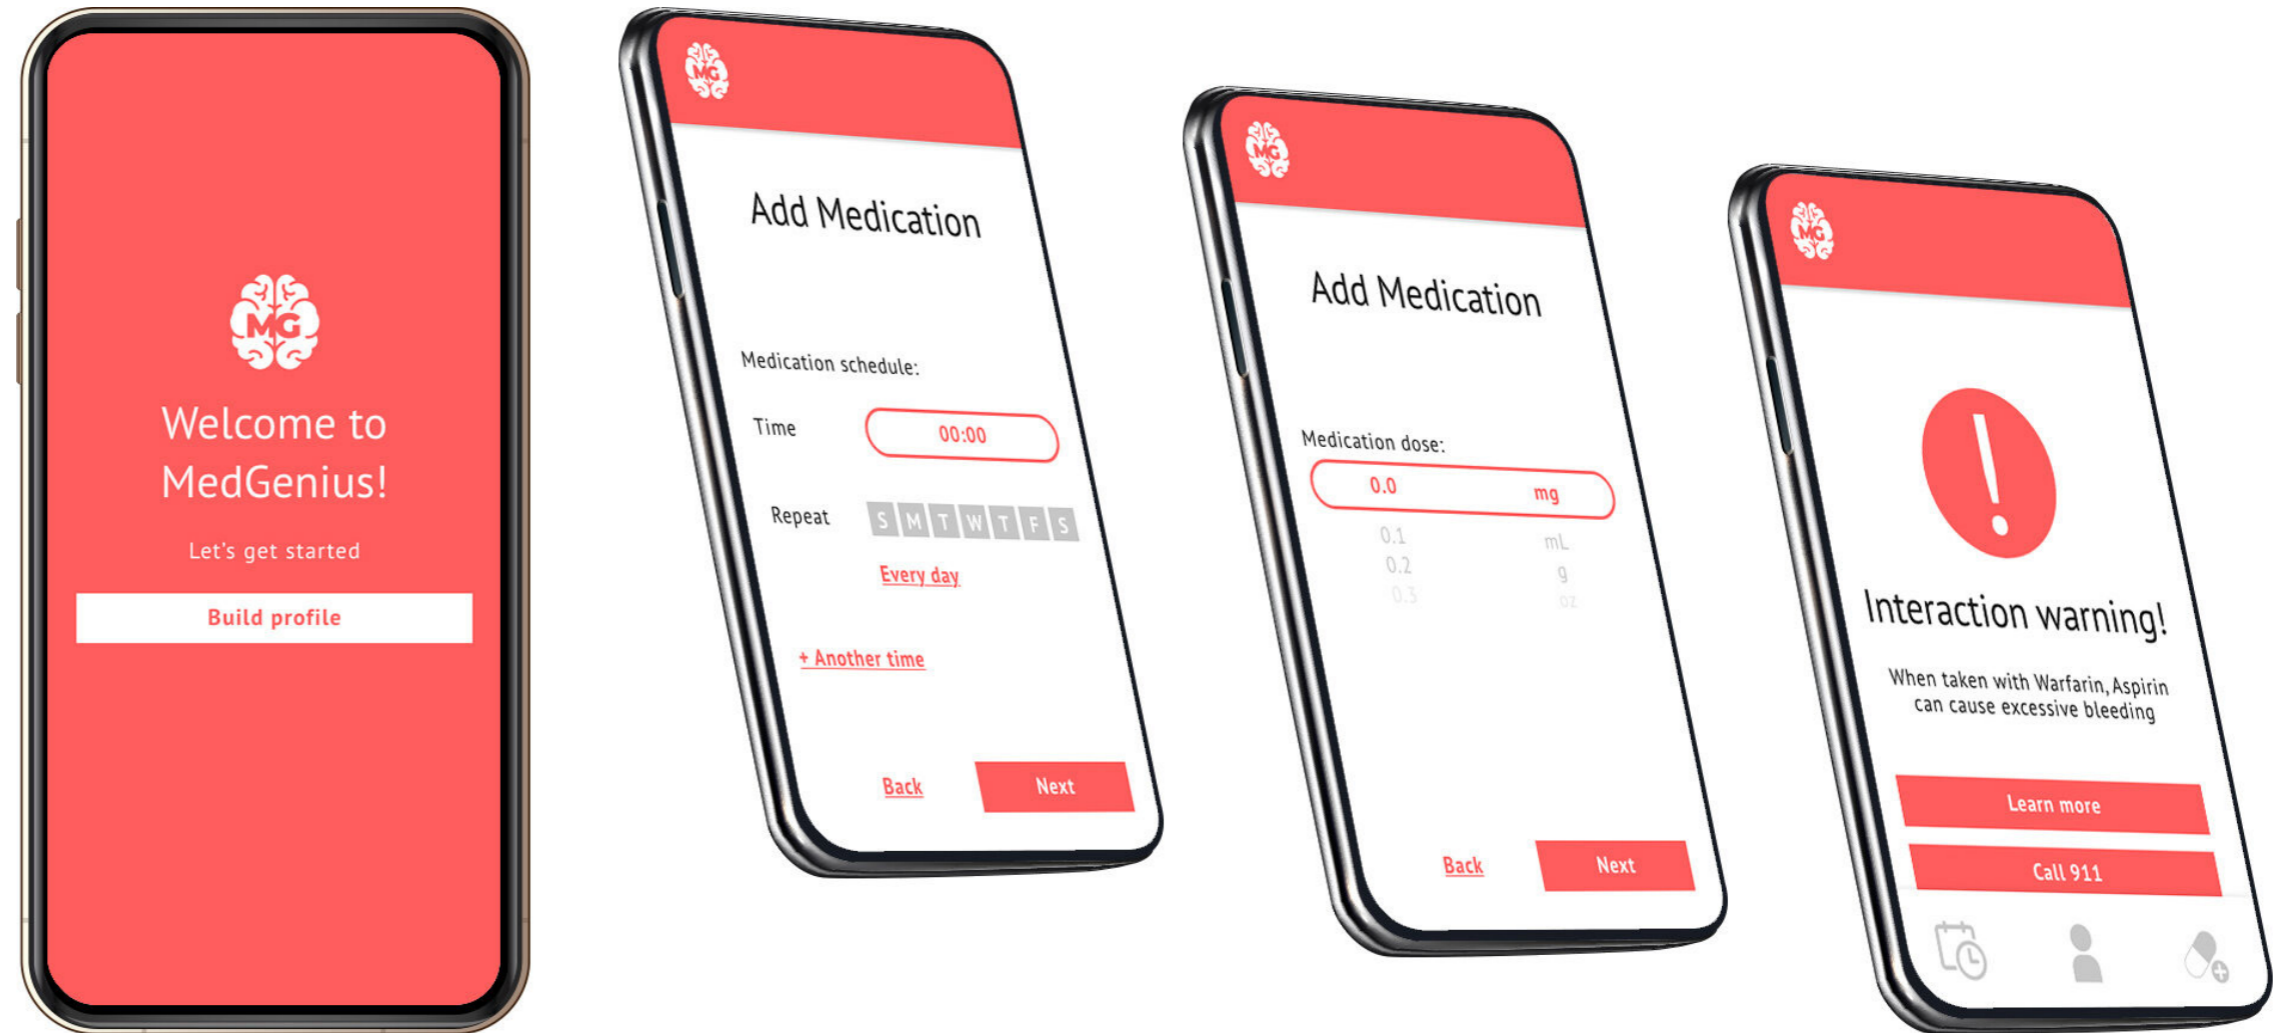 MG
Welcome to
MedGenius!
Let's get started
Build profile
MG
Add Medication
Medication schedule:
Time 00:00
Repeat S M T W T F S
Every day
+ Another time
Back Next
MG
Add Medication
Medication dose:
0.0 mg
0.1 mL
0.2 g
0.3 oz
Back Next
MG
!
Interaction warning!
When taken with Warfarin, Aspirin
can cause excessive bleeding
Learn more
Call 911